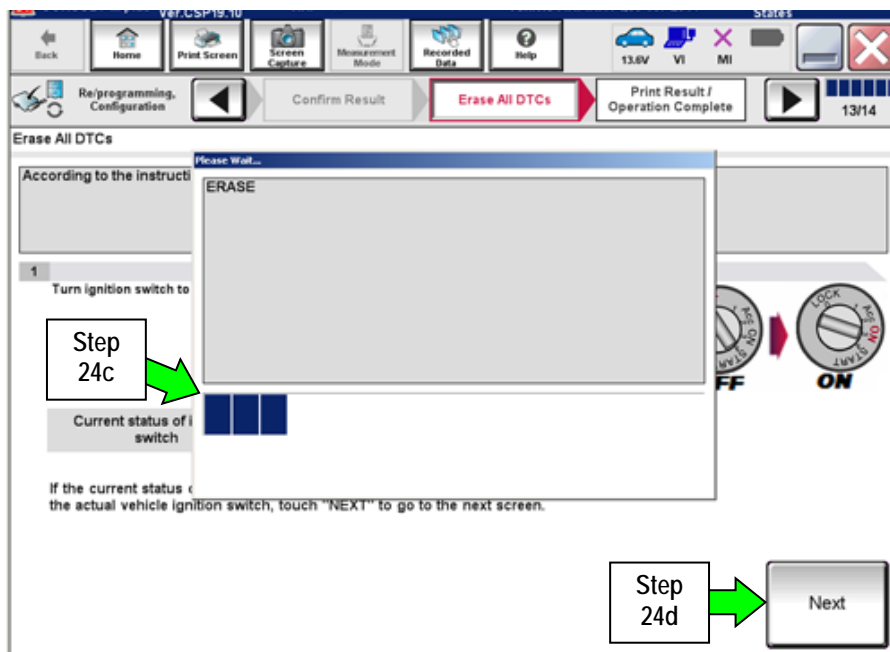 Ver.CSP19.10
States
Back
Home
Print Screen
Screen
Capture
Measurement
Mode
Recorded
Data
Help
13.6V
VI
MI
Re/programming,
Configuration
Confirm Result
Erase All DTCs
Print Result /
Operation Complete
13/14
Erase All DTCs
Please Wait...
According to the instructi
ERASE
1
Turn ignition switch to
LOCK
Acc
ON
START
FF
ON
Step
24c
Current status of i
switch
If the current status
the actual vehicle ignition switch, touch "NEXT" to go to the next screen.
Step
24d
Next